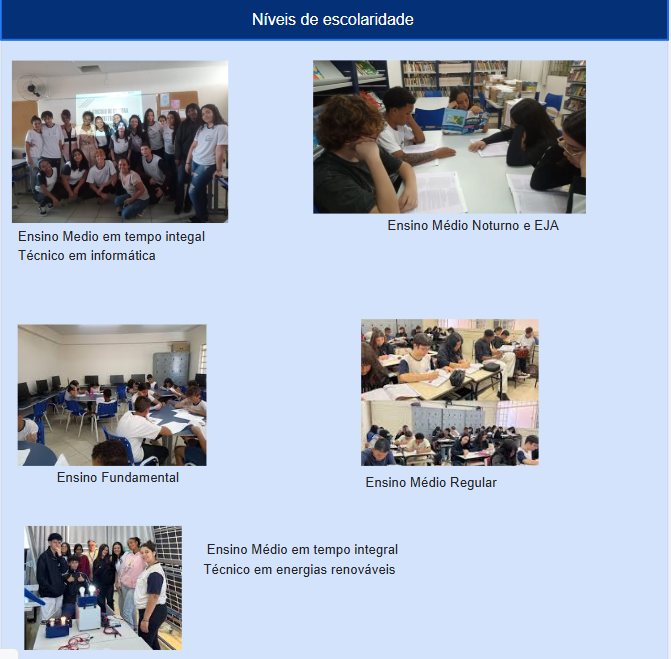 Níveis de escolaridade
Ensino Medio em tempo integal
Técnico em informática
Ensino Médio Noturno e EJA
Ensino Fundamental
Ensino Médio Regular
Ensino Médio em tempo integral
Técnico em energias renováveis